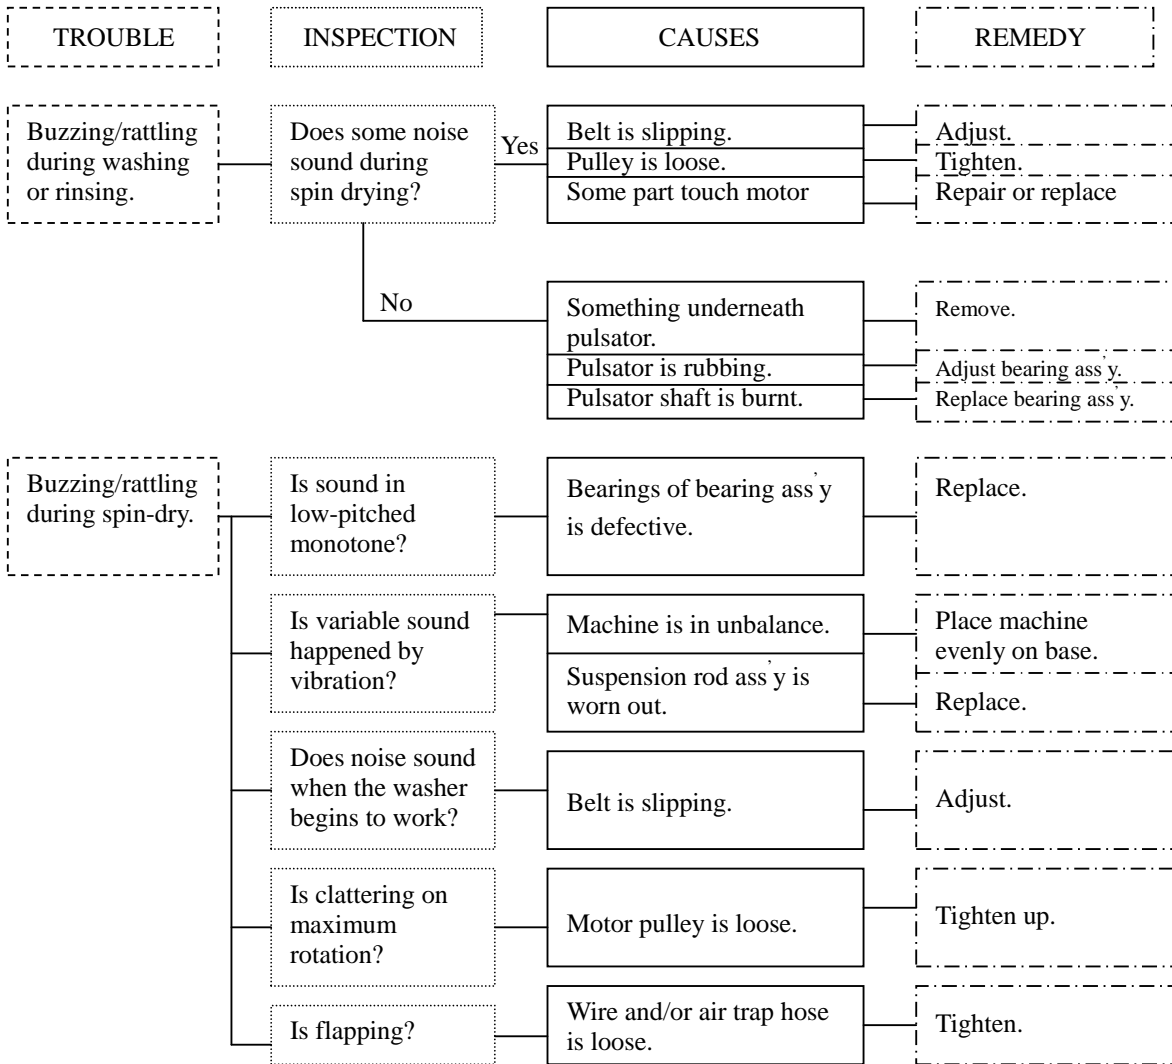 TROUBLE
INSPECTION
CAUSES
REMEDY
Buzzing/rattling
during washing
or rinsing.
Does some noise
sound during
spin drying?
Yes
Belt is slipping.
Adjust.
Pulley is loose.
Tighten.
Some part touch motor
Repair or replace
No
Something underneath
pulsator.
Remove.
Pulsator is rubbing.
Adjust bearing ass'y.
Pulsator shaft is burnt.
Replace bearing ass'y.
Buzzing/rattling
during spin-dry.
Is sound in
low-pitched
monotone?
Bearings of bearing ass'y
is defective.
Replace.
Is variable sound
happened by
vibration?
Machine is in unbalance.
Place machine
evenly on base.
Suspension rod ass'y is
worn out.
Replace.
Does noise sound
when the washer
begins to work?
Belt is slipping.
Adjust.
Is clattering on
maximum
rotation?
Motor pulley is loose.
Tighten up.
Is flapping?
Wire and/or air trap hose
is loose.
Tighten.